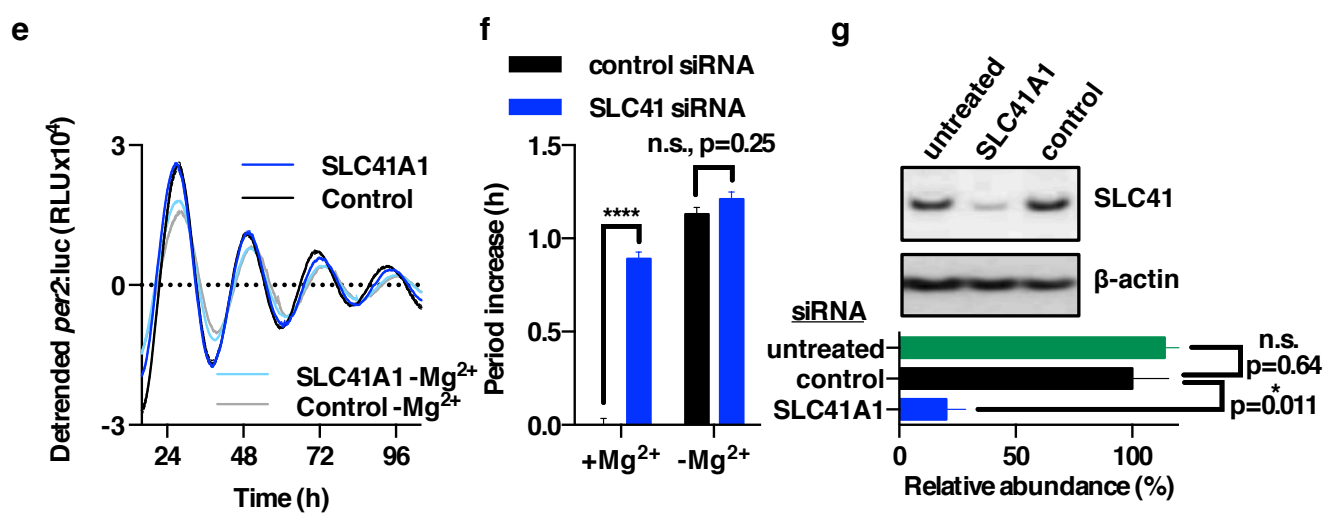 e
Detrended per2:luc (RLU x10⁴)
3
0
-3
SLC41A1
Control
SLC41A1 -Mg²⁺
Control -Mg²⁺
24 48 72 96
Time (h)
f
control siRNA
SLC41 siRNA
n.s., p=0.25
****
Period increase (h)
1.5
1.0
0.5
0.0
+Mg²⁺ -Mg²⁺
g
untreated
SLC41A1
control
SLC41
β-actin
siRNA
untreated
control
SLC41A1
n.s.
p=0.64
*
p=0.011
0 50 100
Relative abundance (%)